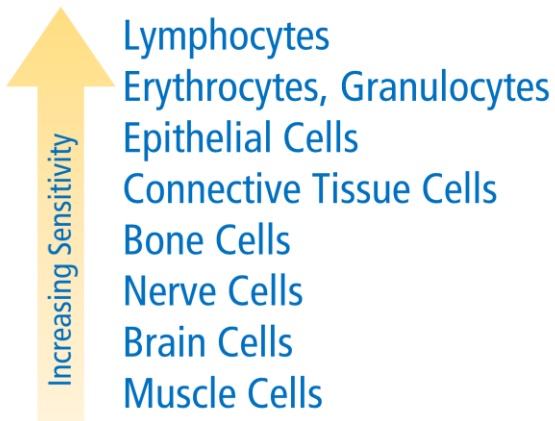 Lymphocytes
Erythrocytes, Granulocytes
Epithelial Cells
Connective Tissue Cells
Bone Cells
Nerve Cells
Brain Cells
Muscle Cells
Increasing Sensitivity